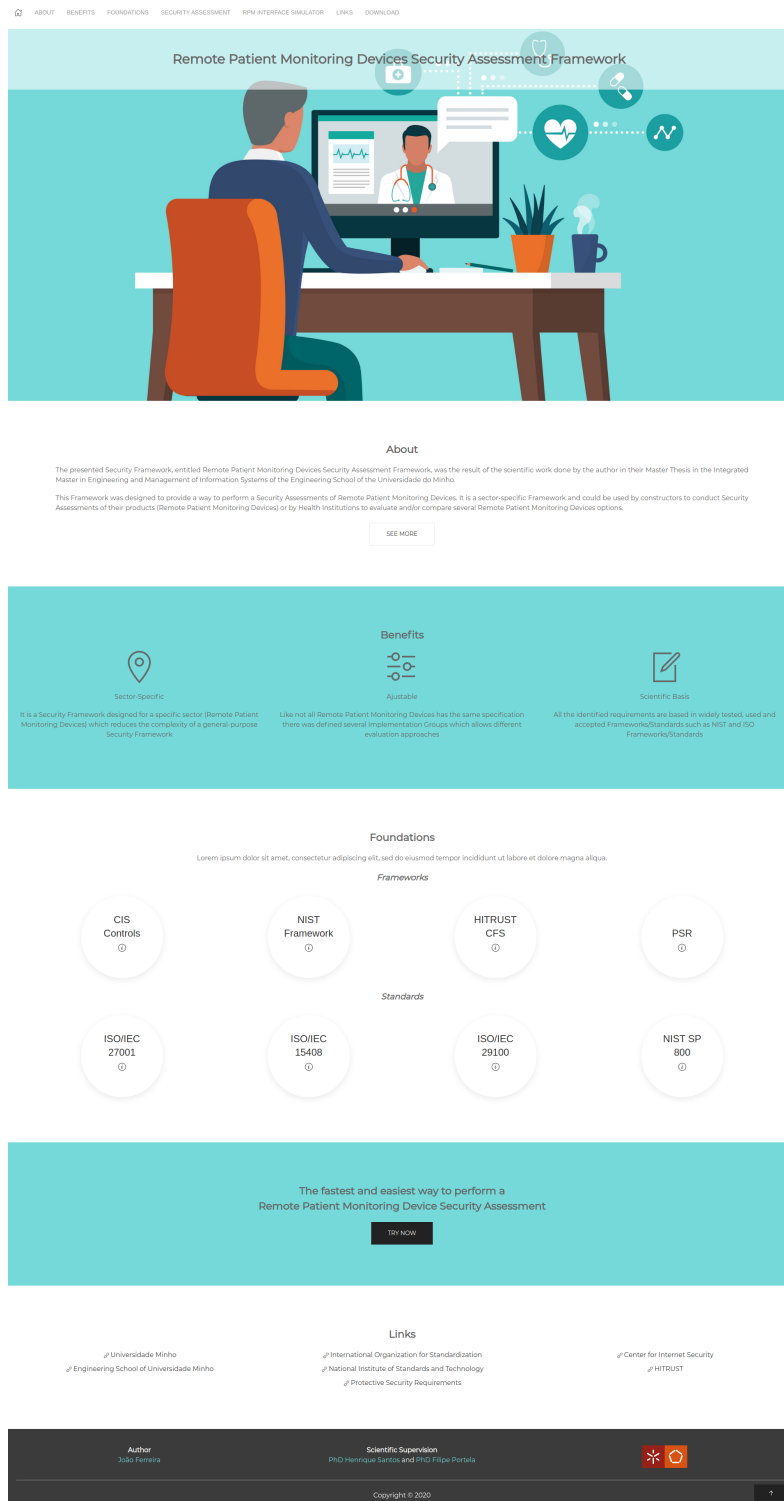 ABOUT BENEFITS FOUNDATIONS SECURITY ASSESSMENT RPM INTERFACE SIMULATOR LINKS DOWNLOAD
Remote Patient Monitoring Devices Security Assessment Framework
About
The presented Security Framework, entitled Remote Patient Monitoring Devices Security Assessment Framework, was the result of the scientific work done by the author in their Master Thesis in the Integrated
Master in Engineering and Management of Information Systems of the Engineering School of the Universidade do Minho.
This Framework was designed to provide a way to perform a Security Assessments of Remote Patient Monitoring Devices. It is a sector-specific Framework and could be used by constructors to conduct Security
Assessments of their products (Remote Patient Monitoring Devices) or by Health Institutions to evaluate and/or compare several Remote Patient Monitoring Devices options.
SEE MORE
Benefits
Sector-Specific
It is a Security Framework designed for a specific sector (Remote Patient
Monitoring Devices) which reduces the complexity of a general-purpose
Security Framework
Ajustable
Like not all Remote Patient Monitoring Devices has the same specification
there was defined several Implementation Groups which allows different
evaluation approaches
Scientific Basis
All the identified requirements are based in widely tested, used and
accepted Frameworks/Standards such as NIST and ISO
Frameworks/Standards
Foundations
Lorem ipsum dolor sit amet, consectetur adipiscing elit, sed do eiusmod tempor incididunt ut labore et dolore magna aliqua.
Frameworks
CIS
Controls
NIST
Framework
HITRUST
CFS
PSR
Standards
ISO/IEC
27001
ISO/IEC
15408
ISO/IEC
29100
NIST SP
800
The fastest and easiest way to perform a
Remote Patient Monitoring Device Security Assessment
TRY NOW
Links
Universidade Minho
Engineering School of Universidade Minho
International Organization for Standardization
National Institute of Standards and Technology
Protective Security Requirements
Center for Internet Security
HITRUST
Author
João Ferreira
Scientific Supervision
PhD Henrique Santos and PhD Filipe Portela
Copyright © 2020